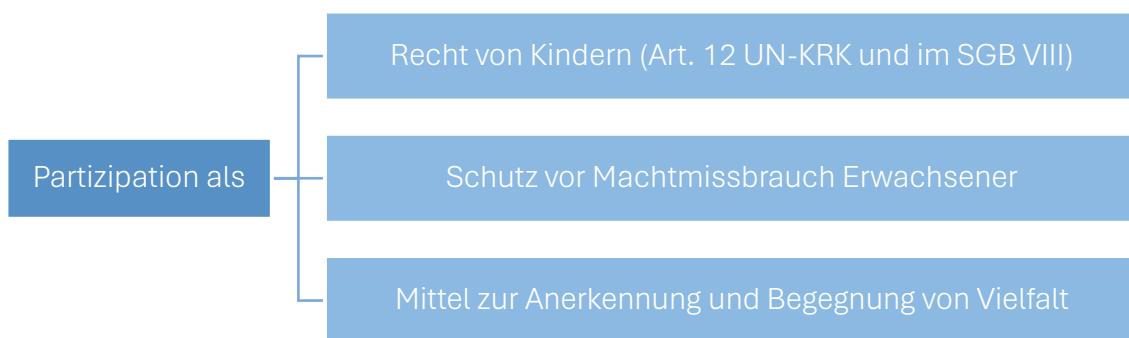 Partizipation als
Recht von Kindern (Art. 12 UN-KRK und im SGB VIII)
Schutz vor Machtmissbrauch Erwachsener
Mittel zur Anerkennung und Begegnung von Vielfalt